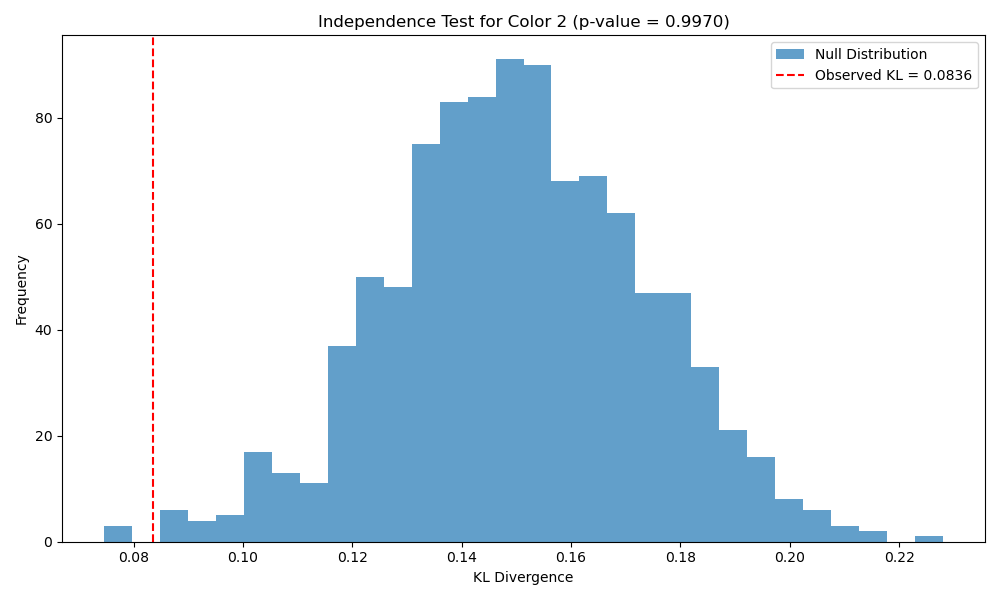 Independence Test for Color 2 (p-value = 0.9970)
Null Distribution
Observed KL = 0.0836
Frequency
80
60
40
20
0
0.08 0.10 0.12 0.14 0.16 0.18 0.20 0.22
KL Divergence